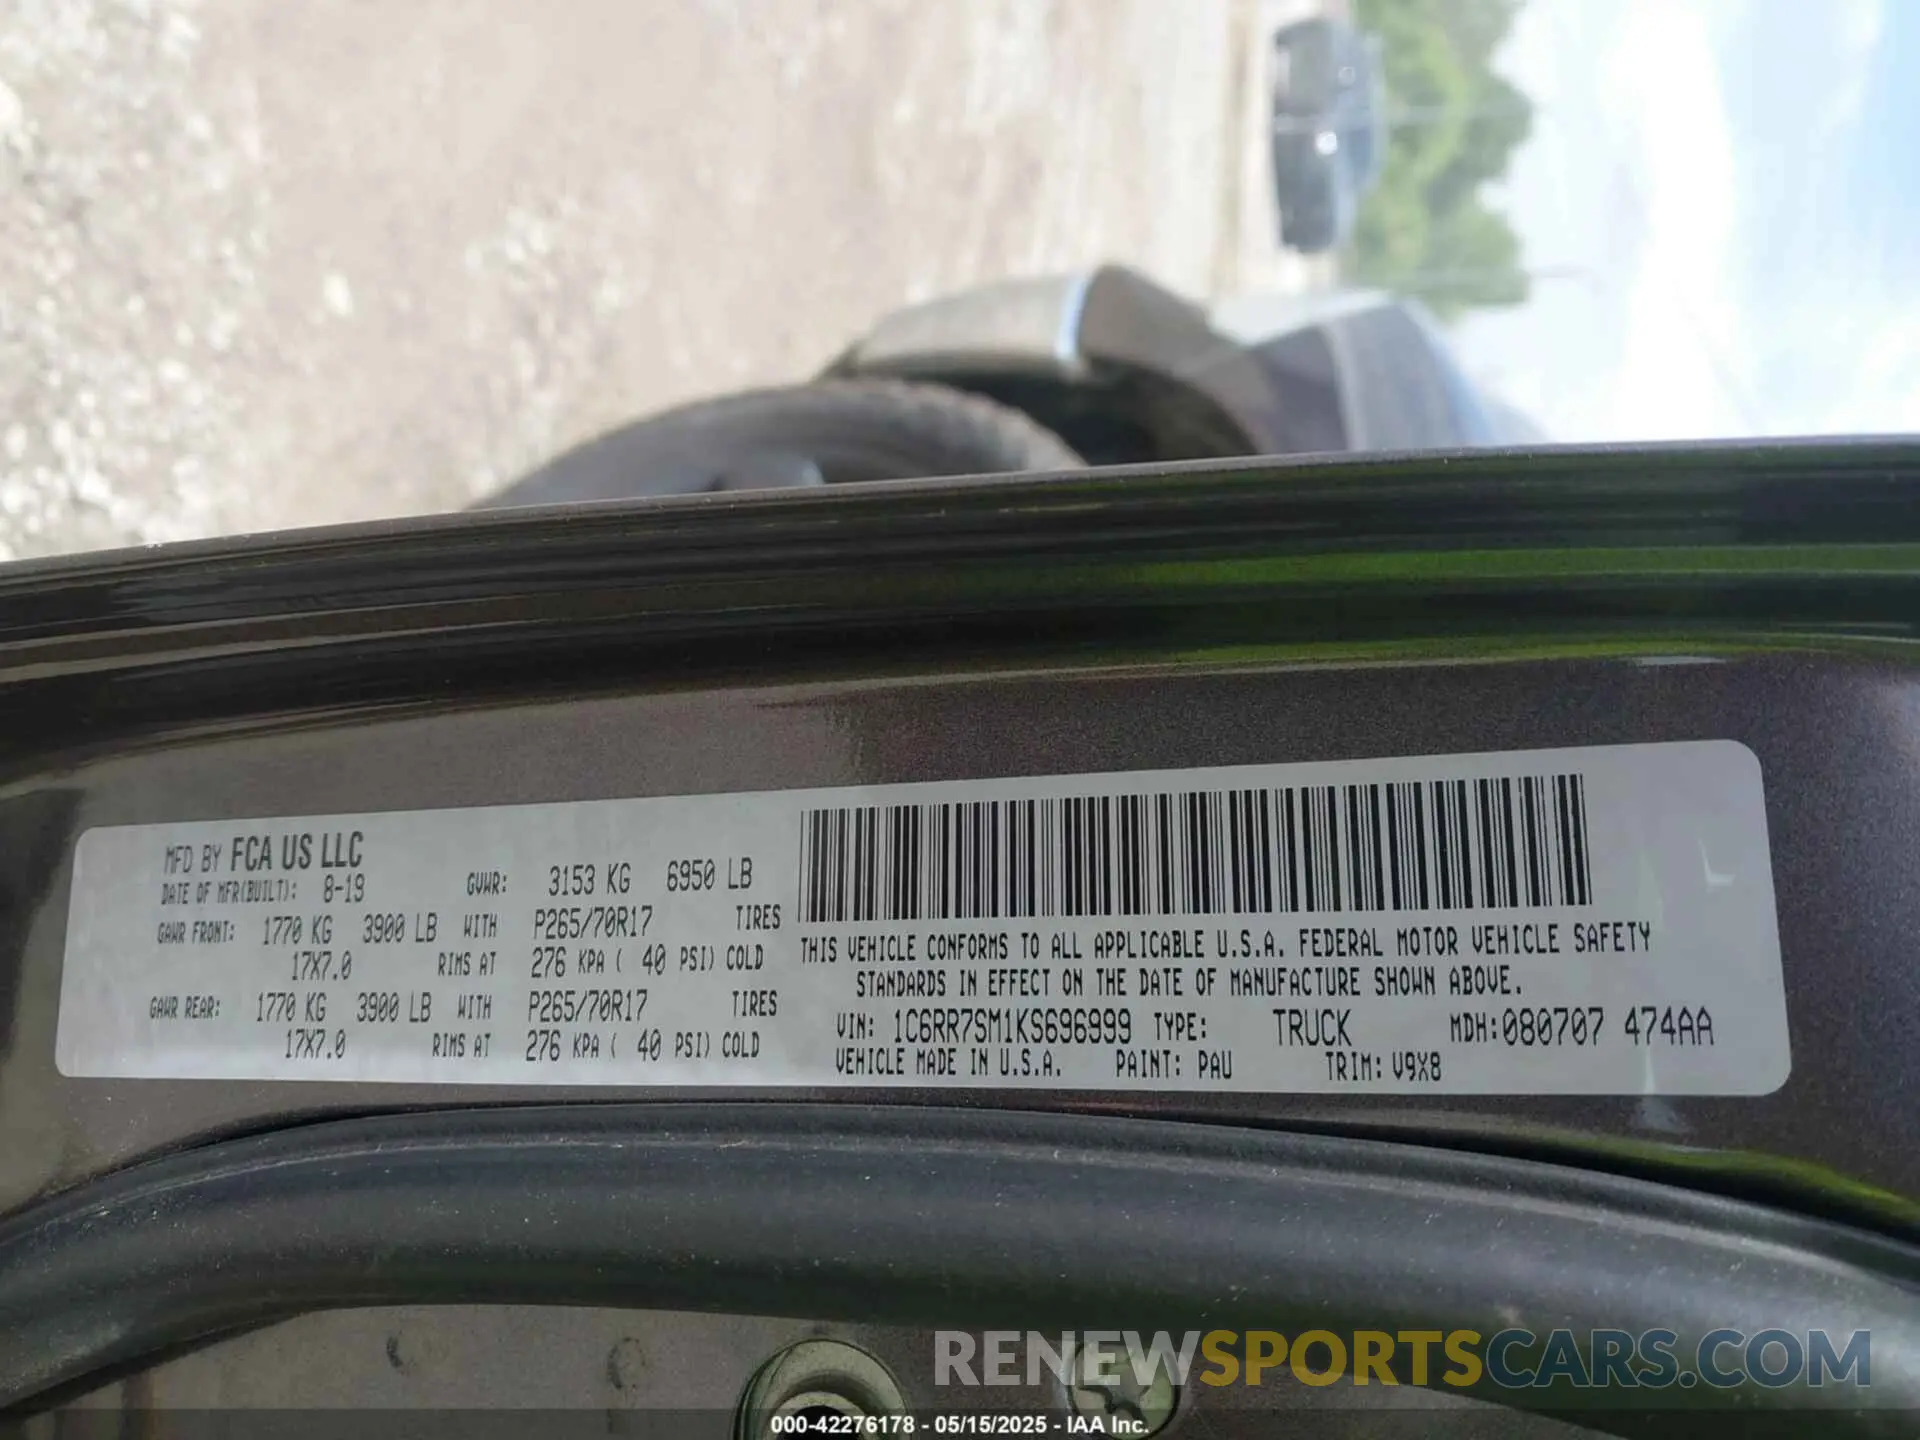 MFD BY FCA US LLC
DATE OF MFR(BUILT): 8-19 GVWR: 3153 KG 6950 LB
GAWR FRONT: 1770 KG 3900 LB WITH P265/70R17 TIRES
17X7.0 RIMS AT 276 KPA ( 40 PSI) COLD
GAWR REAR: 1770 KG 3900 LB WITH P265/70R17 TIRES
17X7.0 RIMS AT 276 KPA ( 40 PSI) COLD
THIS VEHICLE CONFORMS TO ALL APPLICABLE U.S.A. FEDERAL MOTOR VEHICLE SAFETY
STANDARDS IN EFFECT ON THE DATE OF MANUFACTURE SHOWN ABOVE.
VIN: 1C6RR7SM1KS696999 TYPE: TRUCK MDH:080707 474AA
VEHICLE MADE IN U.S.A. PAINT: PAU TRIM: V9X8
RENEWSPORTSCARS.COM
000-42276178 - 05/15/2025 - IAA Inc.